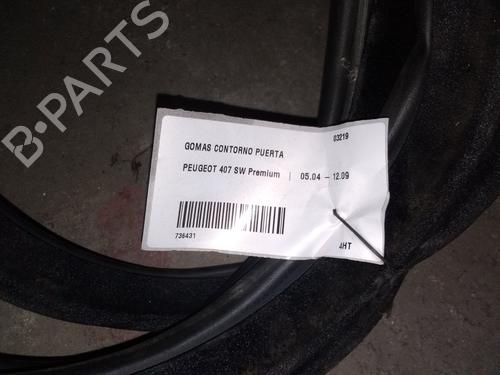 B-PARTS
GOMAS CONTORNO PUERTA
03219
PEUGEOT 407 SW Premium | 05.04 – 12.09
736431
4HT